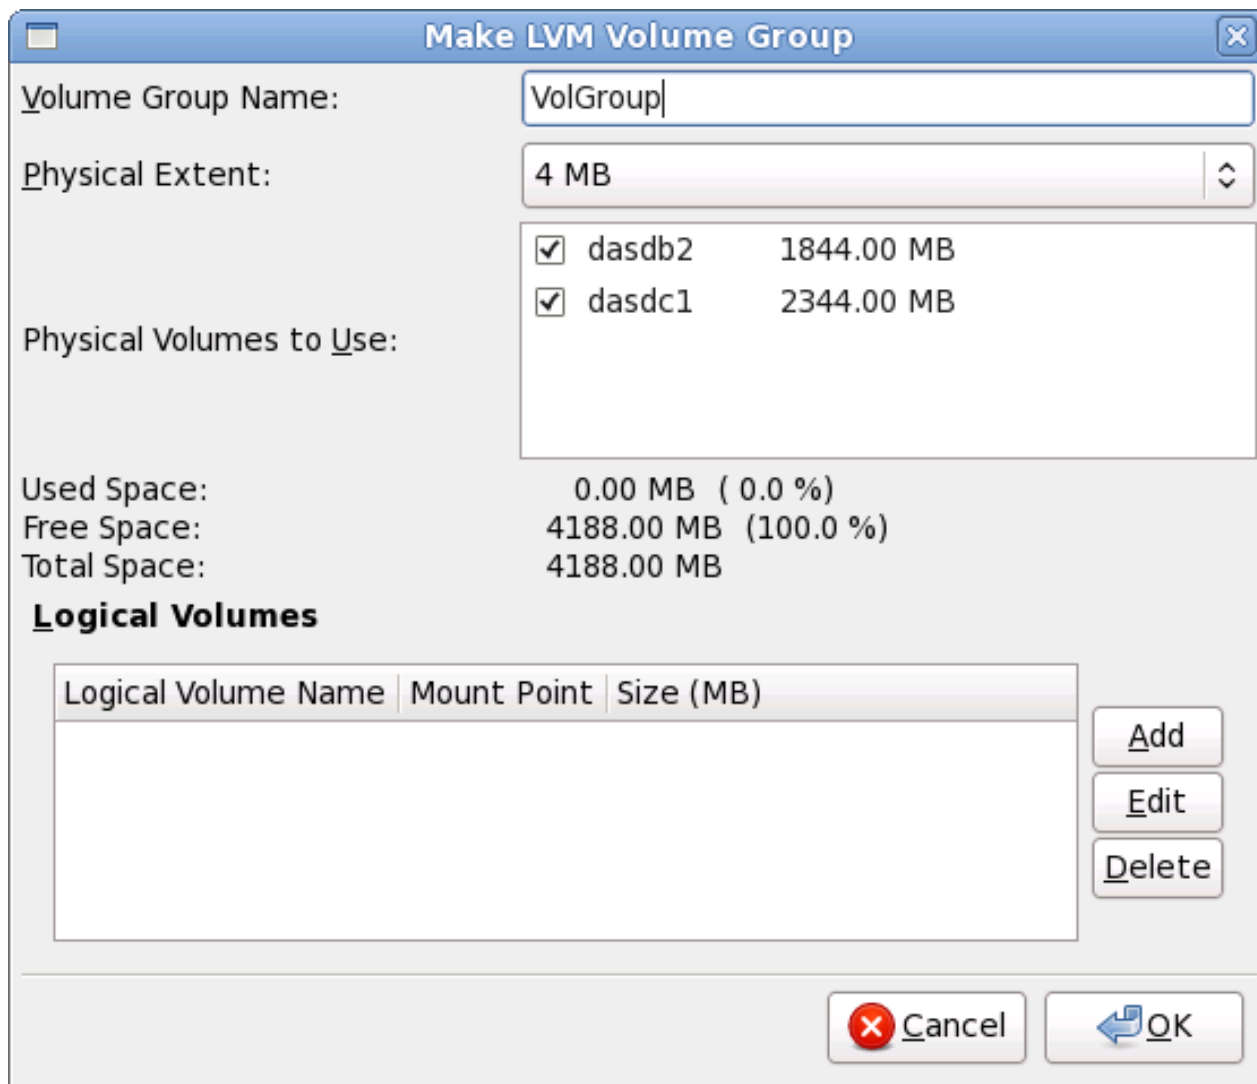 Make LVM Volume Group
Volume Group Name: VolGroup
Physical Extent: 4 MB
Physical Volumes to Use:
dasdb2 1844.00 MB
dasdc1 2344.00 MB
Used Space: 0.00 MB ( 0.0 %)
Free Space: 4188.00 MB (100.0 %)
Total Space: 4188.00 MB
Logical Volumes
Logical Volume Name Mount Point Size (MB)
Add
Edit
Delete
Cancel OK